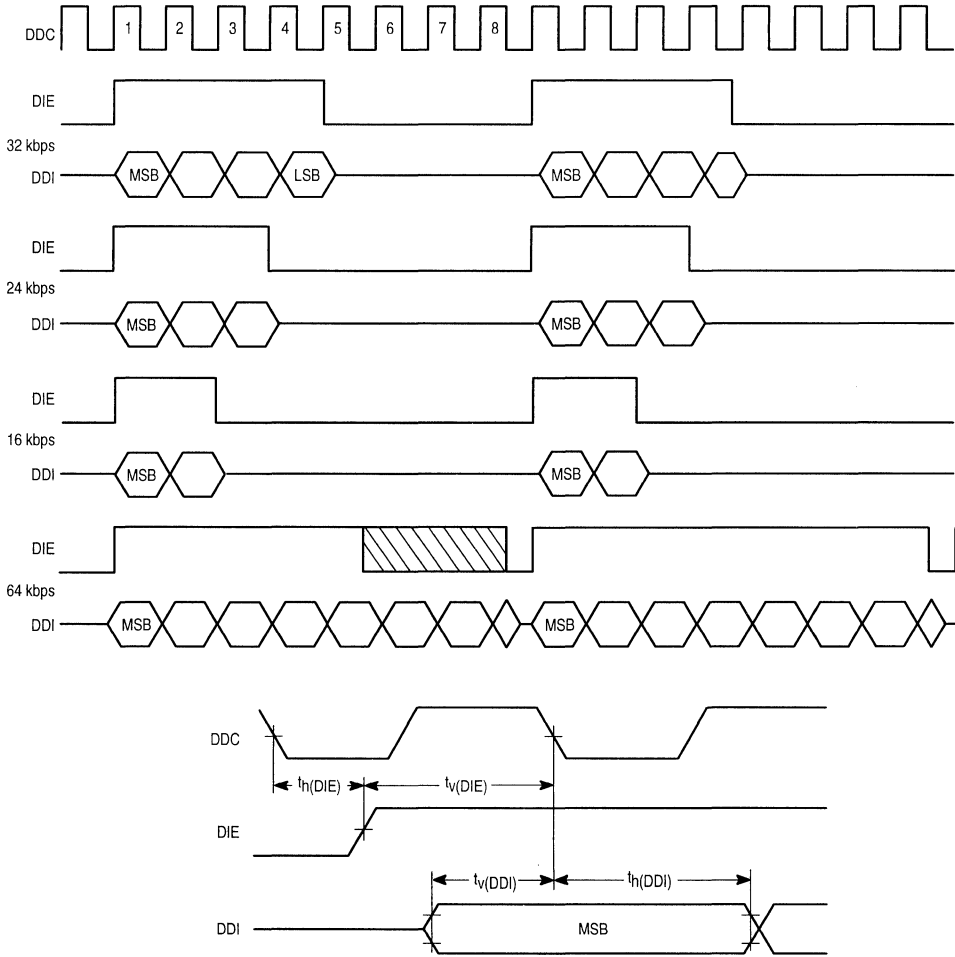 DDC 1 2 3 4 5 6 7 8
DIE
32 kbps
DDI MSB LSB MSB
DIE
24 kbps
DDI MSB MSB
DIE
16 kbps
DDI MSB MSB
DIE
64 kbps
DDI MSB MSB
DDC
th(DIE) tv(DIE)
DIE
tv(DDI) th(DDI)
DDI MSB